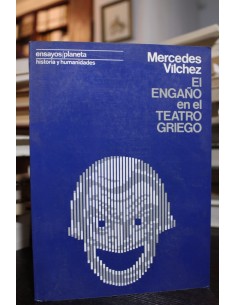 ensayos/planeta
historia y humanidades
Mercedes
Vílchez
El
ENGAÑO
en el
TEATRO
GRIEGO